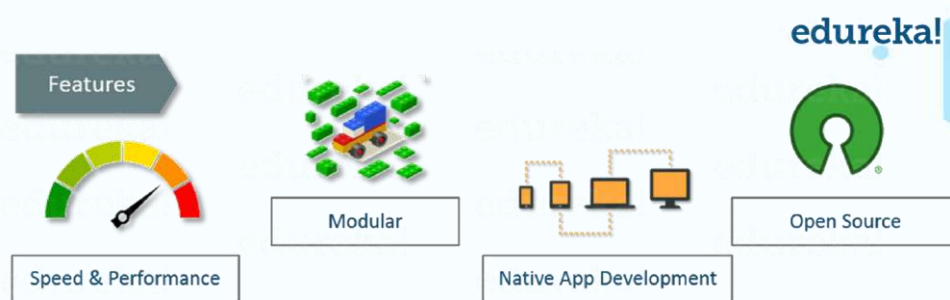 edureka!
Features
Modular
Open Source
Speed & Performance
Native App Development